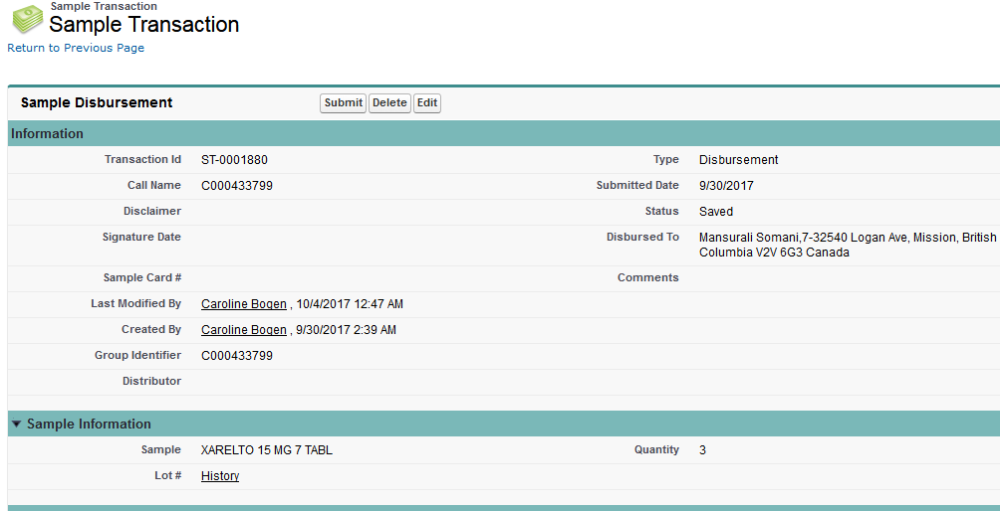 Sample Transaction
Sample Transaction
Return to Previous Page
Sample Disbursement Submit Delete Edit
Information
Transaction Id ST-0001880 Type Disbursement
Call Name C000433799 Submitted Date 9/30/2017
Disclaimer Status Saved
Signature Date Disbursed To Mansurali Somani,7-32540 Logan Ave, Mission, British
Columbia V2V 6G3 Canada
Sample Card # Comments
Last Modified By Caroline Bogen , 10/4/2017 12:47 AM
Created By Caroline Bogen , 9/30/2017 2:39 AM
Group Identifier C000433799
Distributor
Sample Information
Sample XARELTO 15 MG 7 TABL Quantity 3
Lot # History